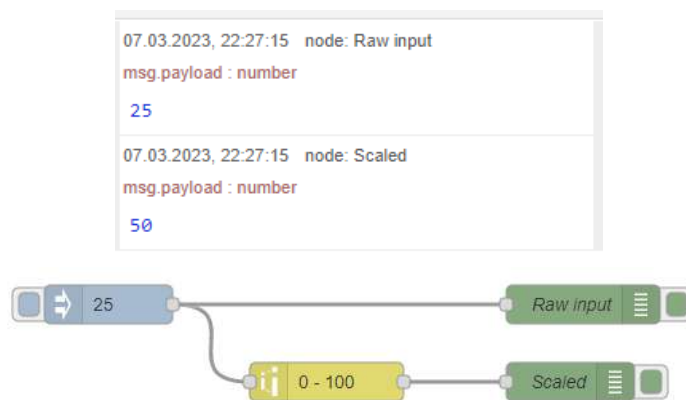 07.03.2023, 22:27:15 node: Raw input
msg.payload : number
25
07.03.2023, 22:27:15 node: Scaled
msg.payload : number
50
25
Raw input
0 - 100
Scaled